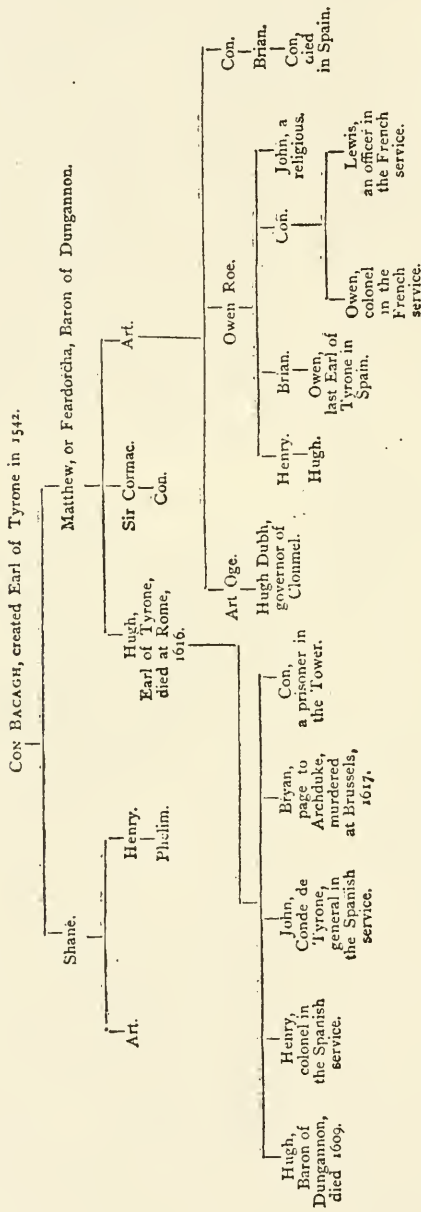 CON BACAGH, created Earl of Tyrone in 1542.
Shane.
Matthew, or Feardorcha, Baron of Dungannon.
Art.
Henry.
Phelim.
Hugh,
Earl of Tyrone,
died at Rome,
1616.
Sir Cormac.
Con.
Art.
Hugh,
Baron of
Dungannon,
died 1609.
Henry,
colonel in
the Spanish
service.
John,
Conde de
Tyrone,
general in
the Spanish
service.
Bryan,
page to
Archduke,
murdered
at Brussels,
1617.
Con,
a prisoner in
the Tower.
Art Oge.
Hugh Dubh,
governor of
Clonmel.
Owen Roe.
Con.
Brian.
Con,
died
in Spain.
Henry.
Hugh.
Brian.
Owen,
last Earl of
Tyrone in
Spain.
Con.
John, a
religious.
Owen,
colonel
in the
French
service.
Lewis,
an officer in
the French
service.